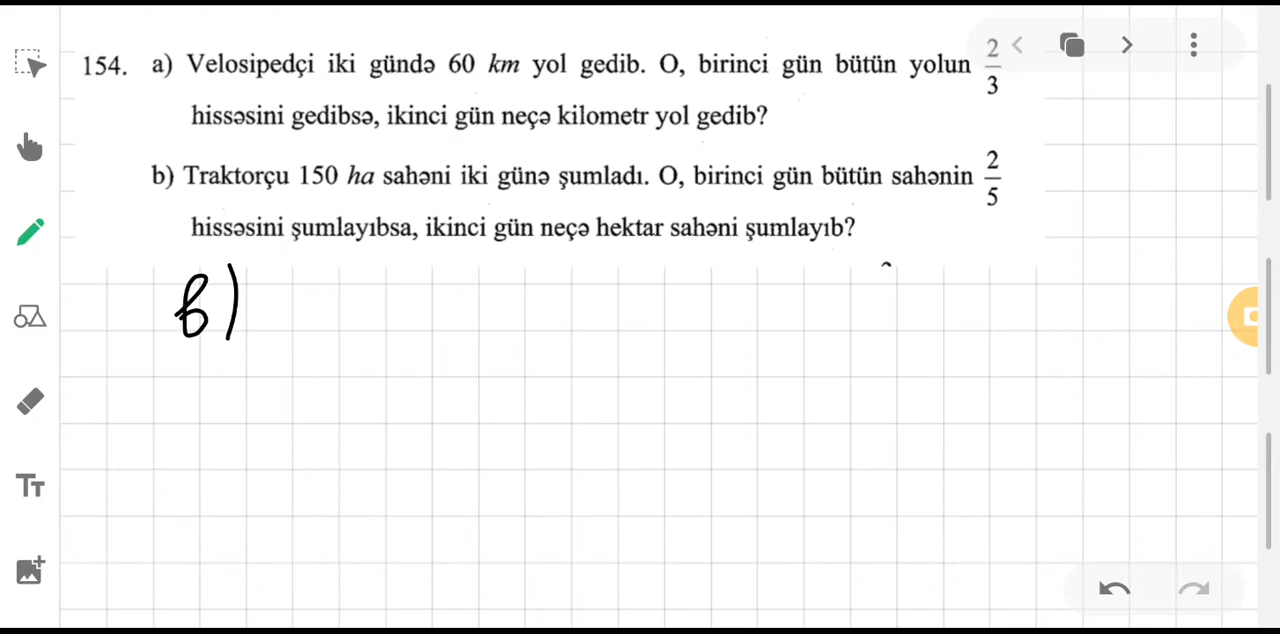 154. a) Velosipedçi iki gündə 60 km yol gedib. O, birinci gün bütün yolun 2/3
hissəsini gedibsə, ikinci gün neçə kilometr yol gedib?
b) Traktorçu 150 ha sahəni iki günə şumladı. O, birinci gün bütün sahənin 2/5
hissəsini şumlayıbsa, ikinci gün neçə hektar sahəni şumlayıb?
b)
TT